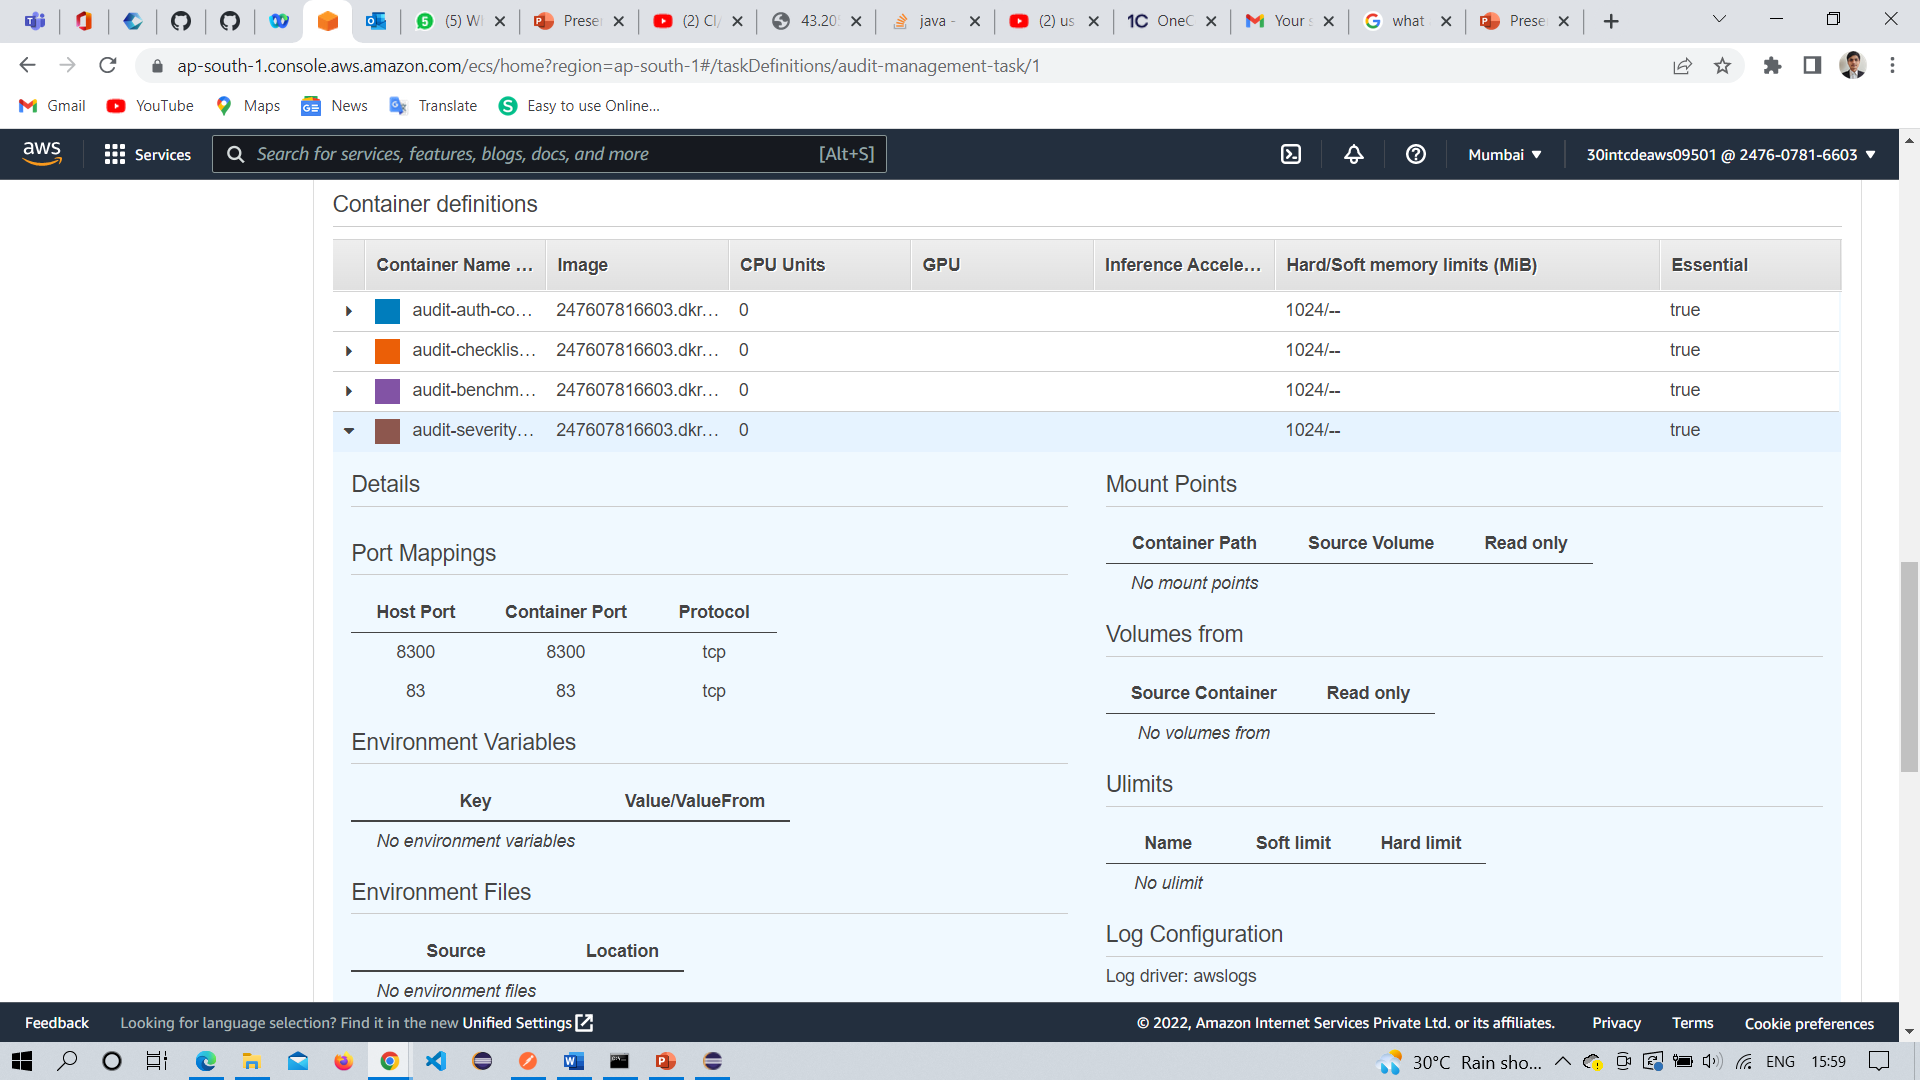 (5) W
Prese
(2) CI/
43.20
java -
(2) us
1C OneC
Your s
what
Prese
ap-south-1.console.aws.amazon.com/ecs/home?region=ap-south-1#/taskDefinitions/audit-management-task/1
Gmail YouTube Maps News Translate Easy to use Online...
aws Services Search for services, features, blogs, docs, and more [Alt+S] Mumbai 30intcdeaws09501 @ 2476-0781-6603
Container definitions
Container Name ... Image CPU Units GPU Inference Accele... Hard/Soft memory limits (MiB) Essential
audit-auth-co... 247607816603.dkr... 0 1024/-- true
audit-checklis... 247607816603.dkr... 0 1024/-- true
audit-benchm... 247607816603.dkr... 0 1024/-- true
audit-severity... 247607816603.dkr... 0 1024/-- true
Details
Port Mappings
Host Port Container Port Protocol
8300 8300 tcp
83 83 tcp
Environment Variables
Key Value/ValueFrom
No environment variables
Environment Files
Source Location
No environment files
Mount Points
Container Path Source Volume Read only
No mount points
Volumes from
Source Container Read only
No volumes from
Ulimits
Name Soft limit Hard limit
No ulimit
Log Configuration
Log driver: awslogs
Feedback Looking for language selection? Find it in the new Unified Settings © 2022, Amazon Internet Services Private Ltd. or its affiliates. Privacy Terms Cookie preferences
30°C Rain sho... ENG 15:59